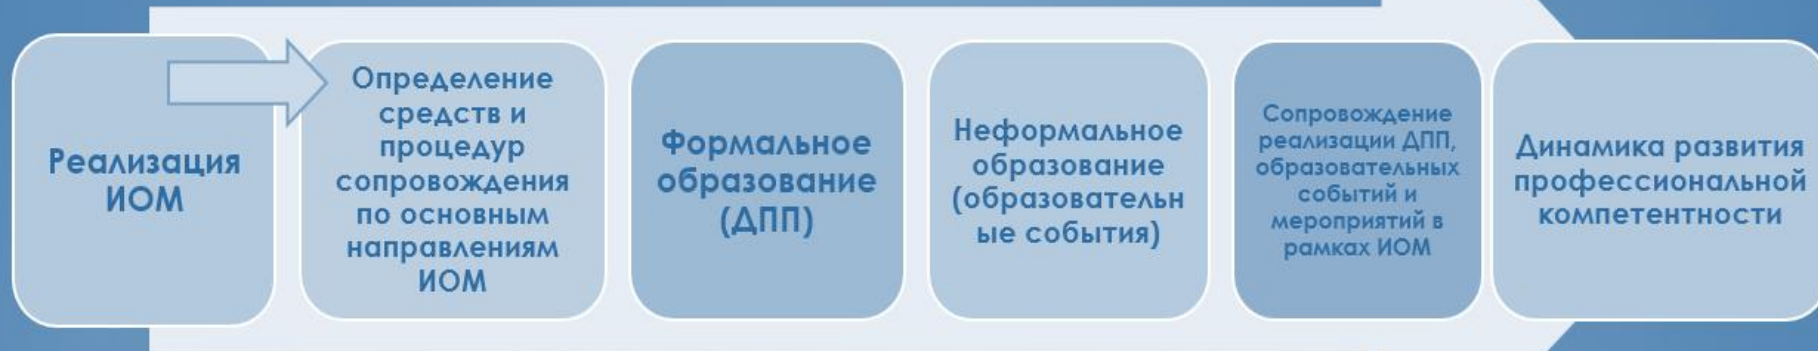 Реализация
ИОМ
Определение
средств и
процедур
сопровождения
по основным
направлениям
ИОМ
Формальное
образование
(ДПП)
Неформальное
образование
(образовательн
ые события)
Сопровождение
реализации ДПП,
образовательных
событий и
мероприятий в
рамках ИОМ
Динамика развития
профессиональной
компетентности